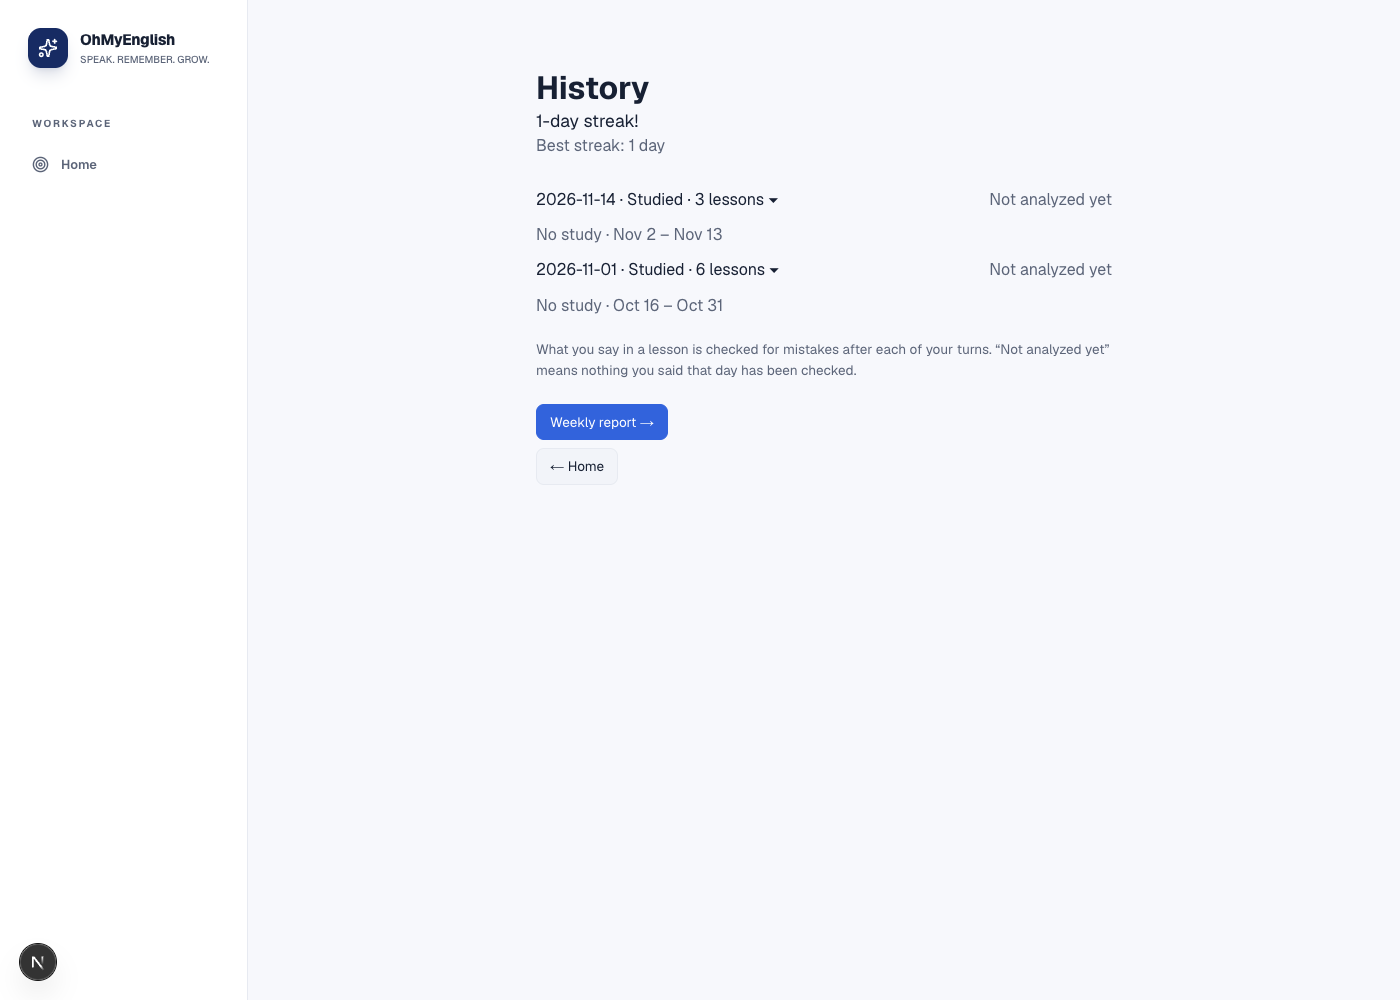 OhMyEnglish
SPEAK. REMEMBER. GROW.
WORKSPACE
Home
History
1-day streak!
Best streak: 1 day
2026-11-14 · Studied · 3 lessons
Not analyzed yet
No study · Nov 2 – Nov 13
2026-11-01 · Studied · 6 lessons
Not analyzed yet
No study · Oct 16 – Oct 31
What you say in a lesson is checked for mistakes after each of your turns. “Not analyzed yet”
means nothing you said that day has been checked.
Weekly report →
← Home
N